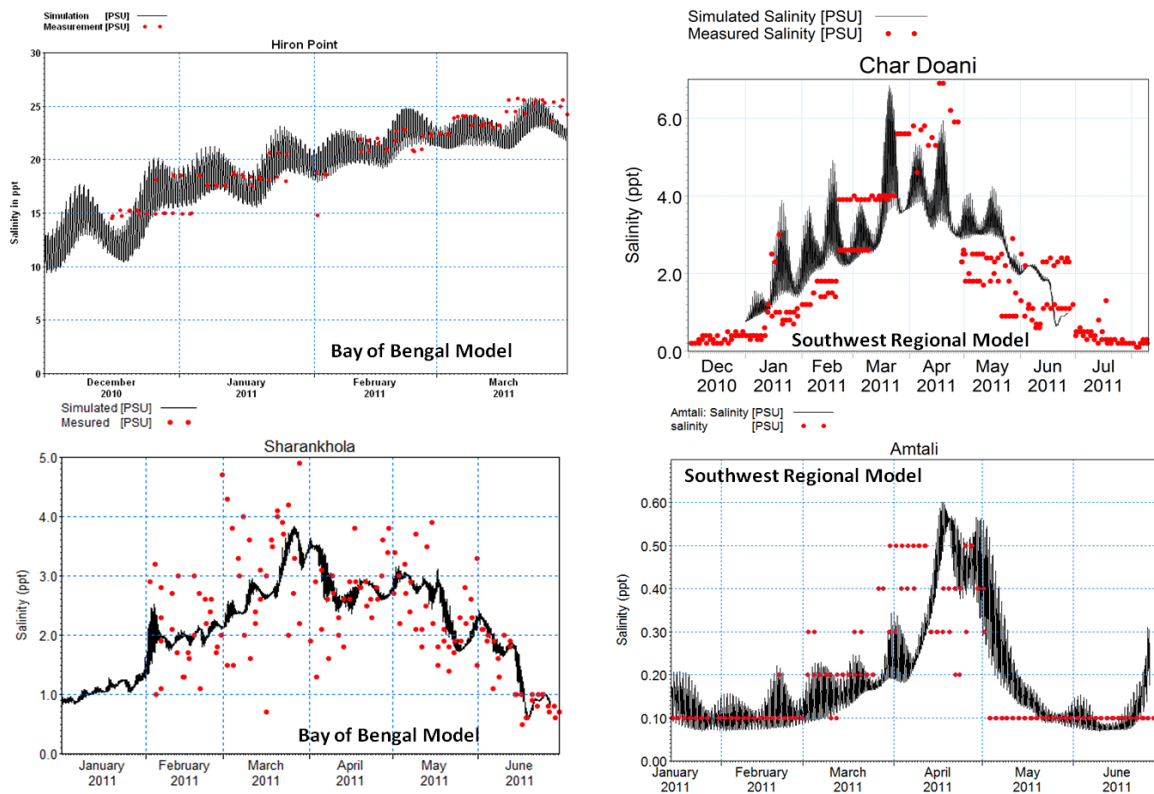 Simulation [PSU]
Measurement [PSU]
Hiron Point
Salinity in ppt
30
25
20
15
10
5
0
Bay of Bengal Model
December
2010
January
2011
February
2011
March
2011
Simulated Salinity [PSU]
Measured Salinity [PSU]
Char Doani
Salinity (ppt)
6.0
4.0
2.0
0.0
Southwest Regional Model
Dec
2010
Jan
2011
Feb
2011
Mar
2011
Apr
2011
May
2011
Jun
2011
Jul
2011
Simulated [PSU]
Mesured [PSU]
Sharankhola
Salinity (ppt)
5.0
4.0
3.0
2.0
1.0
0.0
Bay of Bengal Model
January
2011
February
2011
March
2011
April
2011
May
2011
June
2011
Amtali: Salinity [PSU]
salinity [PSU]
Amtali
Southwest Regional Model
Salinity (ppt)
0.60
0.50
0.40
0.30
0.20
0.10
0.00
January
2011
February
2011
March
2011
April
2011
May
2011
June
2011